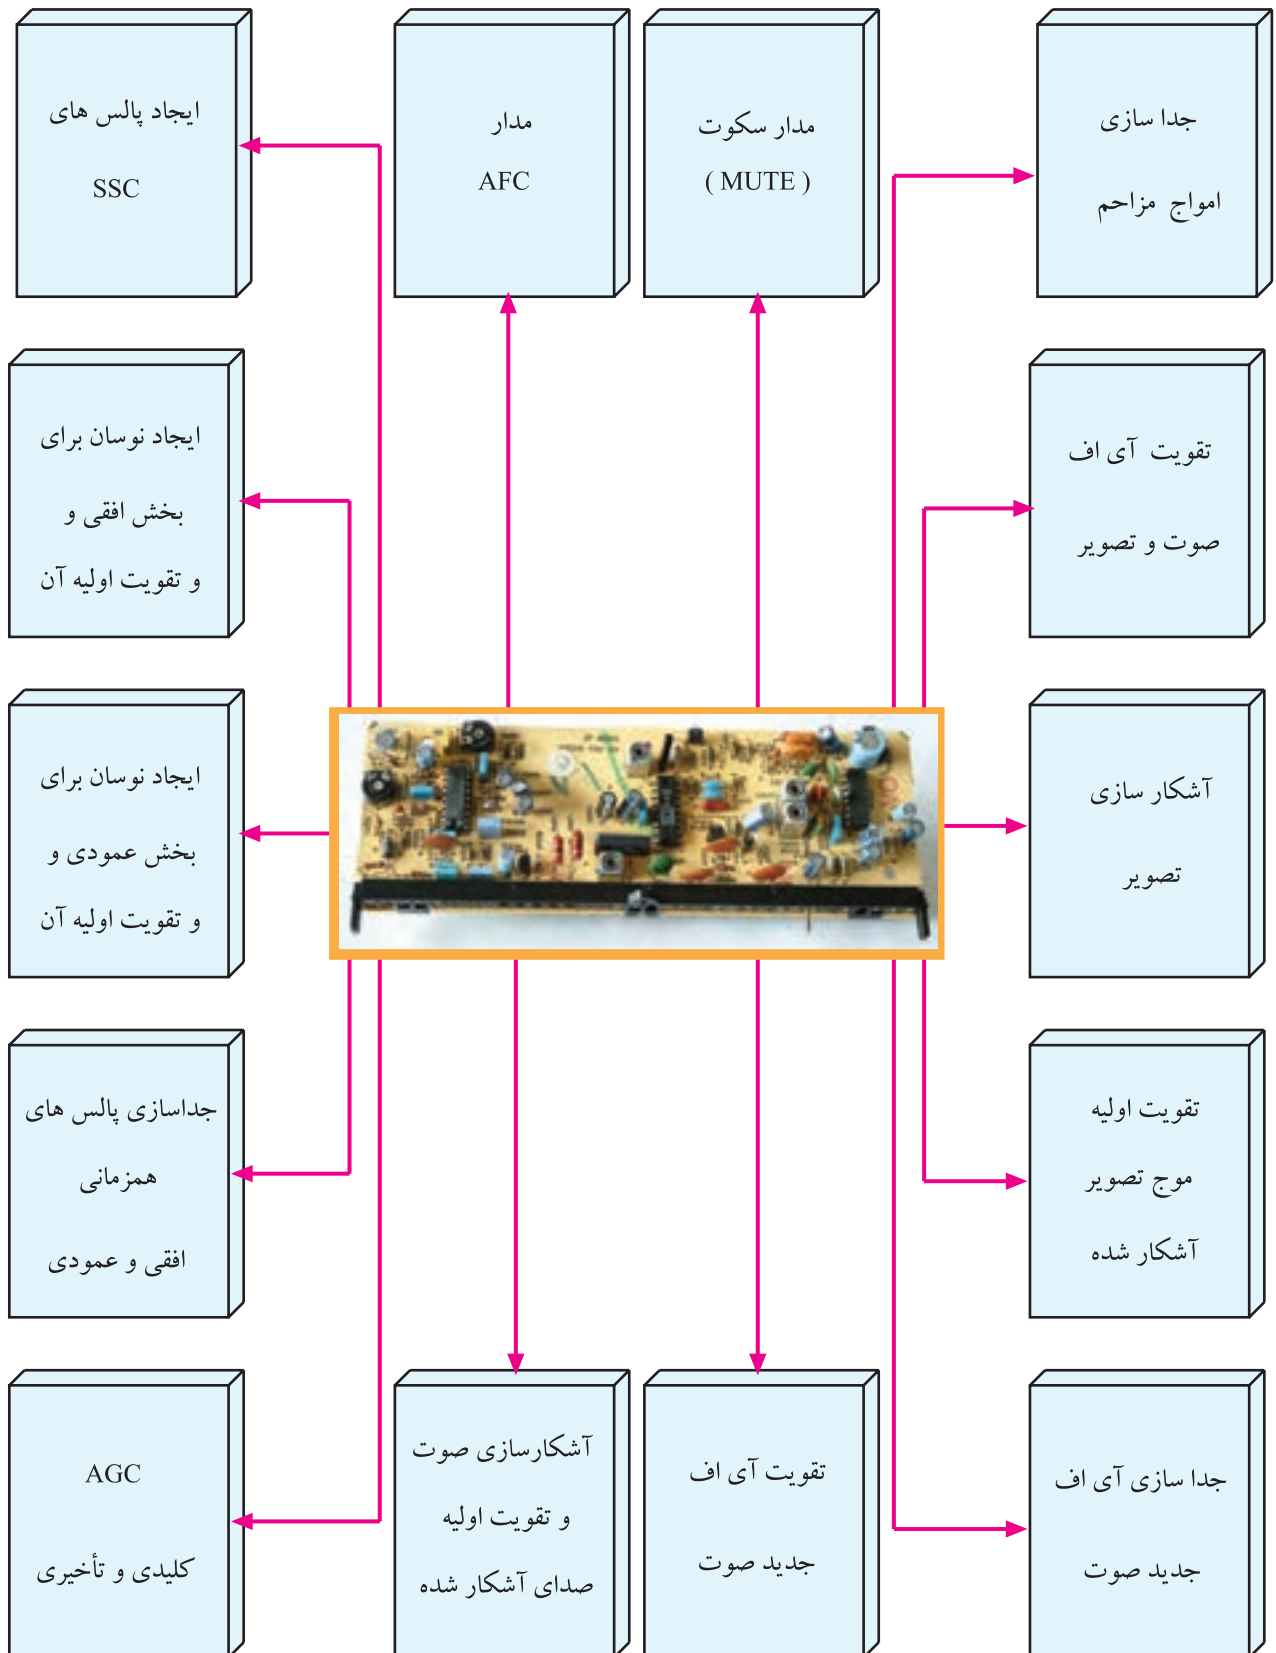 جدا سازی
امواج مزاحم
مدار سکوت
( MUTE )
مدار
AFC
ایجاد پالس های
SSC
تقویت آی اف
صوت و تصویر
ایجاد نوسان برای
بخش افقی و
و تقویت اولیه آن
آشکار سازی
تصویر
ایجاد نوسان برای
بخش عمودی و
و تقویت اولیه آن
تقویت اولیه
موج تصویر
آشکار شده
جداسازی پالس های
همزمانی
افقی و عمودی
جدا سازی آی اف
جدید صوت
تقویت آی اف
جدید صوت
آشکارسازی صوت
و تقویت اولیه
صدای آشکار شده
AGC
کلیدی و تأخیری